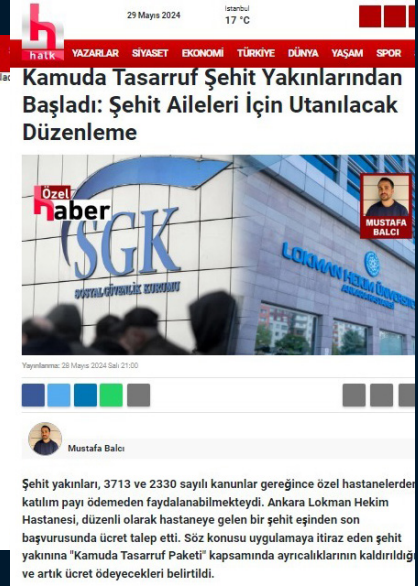 29 Mayıs 2024
İstanbul
17 °C
halk
YAZARLAR SİYASET EKONOMİ TÜRKİYE DÜNYA YAŞAM SPOR
Kamuda Tasarruf Şehit Yakınlarından
Başladı: Şehit Aileleri İçin Utanılacak
Düzenleme
Özel
haber
SGK
SOSYAL GÜVENLİK KURUMU
LOKMAN HEKİM
MUSTAFA
BALCI
Yayınlanma: 28 Mayıs 2024 Salı 21:00
Mustafa Balcı
Şehit yakınları, 3713 ve 2330 sayılı kanunlar gereğince özel hastanelerden
katılım payı ödemeden faydalanabilmekteydi. Ankara Lokman Hekim
Hastanesi, düzenli olarak hastaneye gelen bir şehit eşinden son
başvurusunda ücret talep etti. Söz konusu uygulamaya itiraz eden şehit
yakınına "Kamuda Tasarruf Paketi" kapsamında ayrıcalıklarının kaldırıldığı
ve artık ücret ödeyecekleri belirtildi.